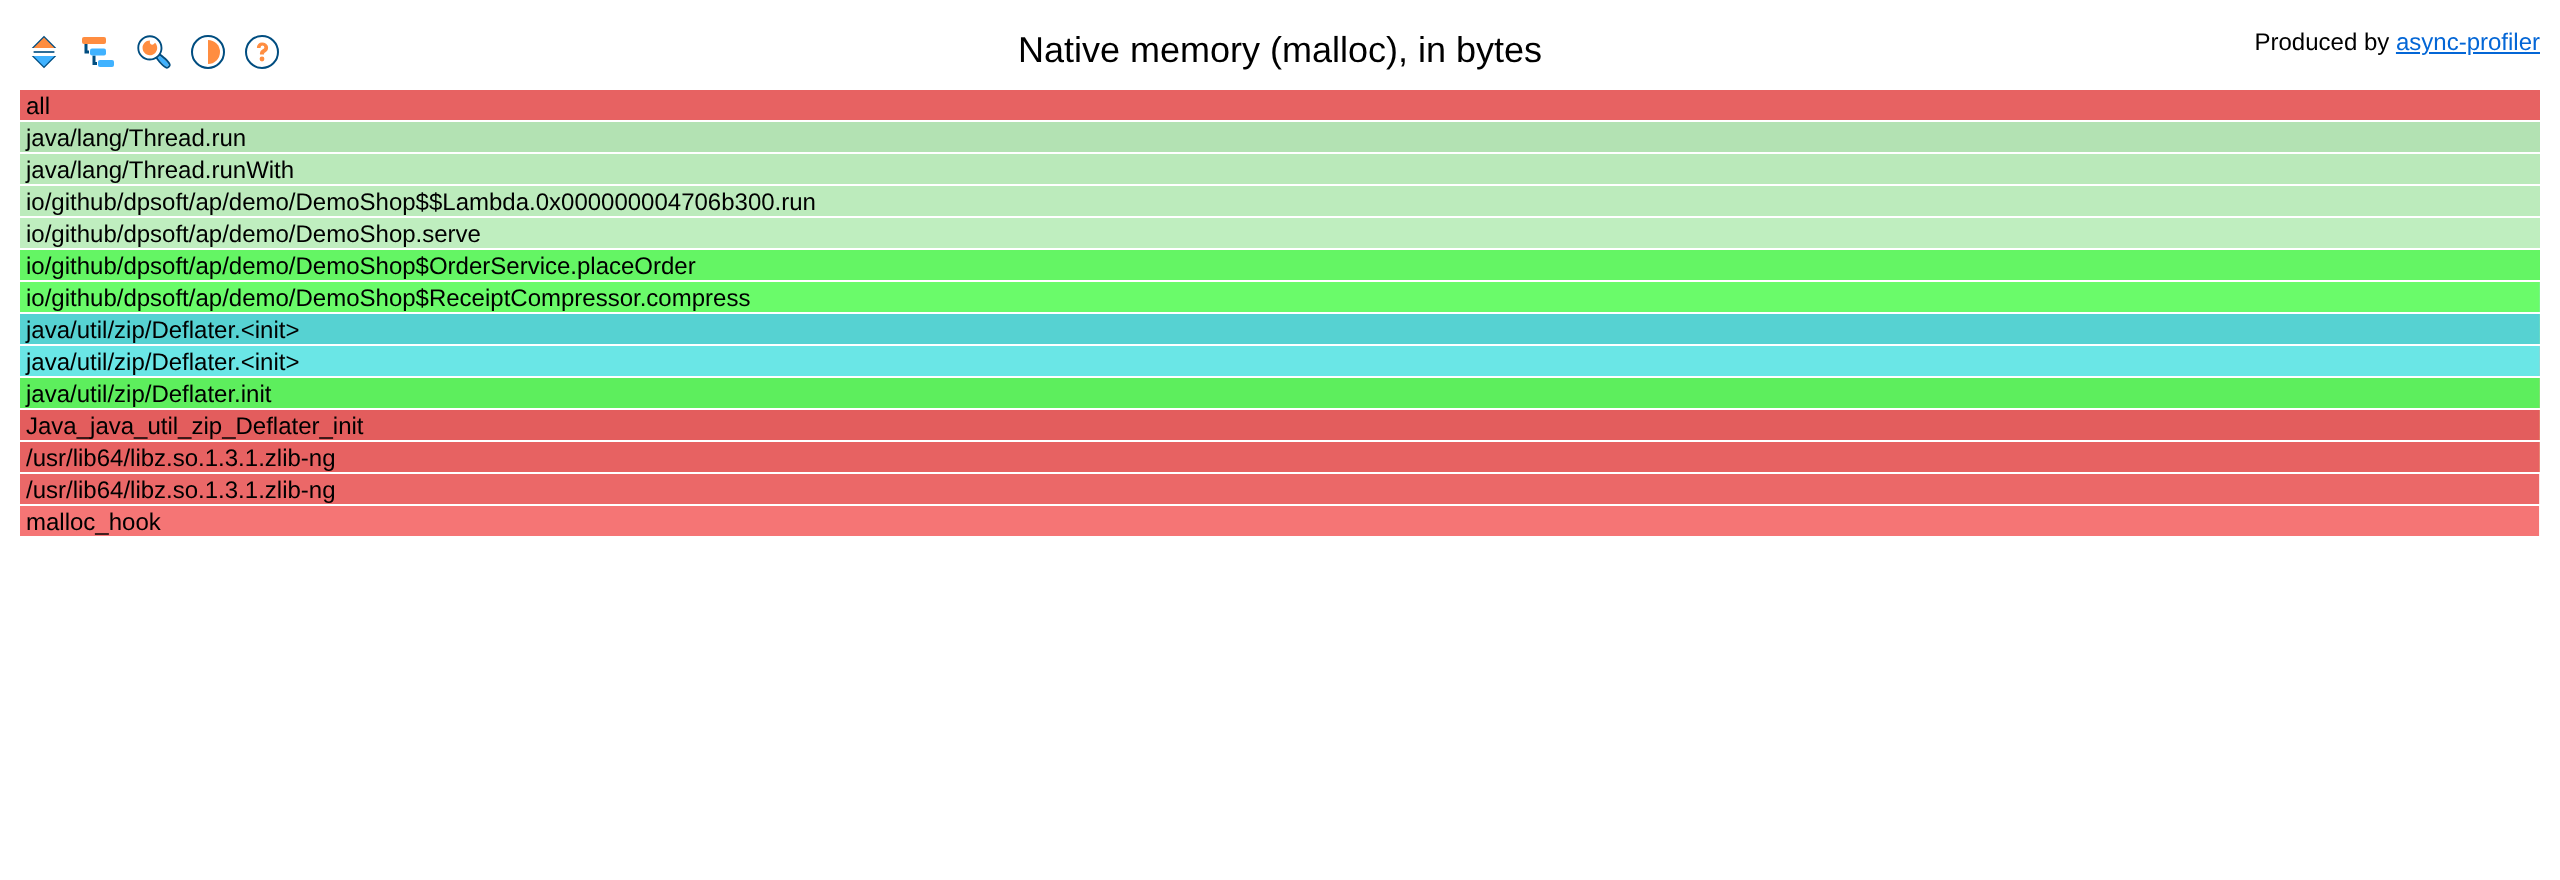 Native memory (malloc), in bytes
Produced by async-profiler
all
java/lang/Thread.run
java/lang/Thread.runWith
io/github/dpsoft/ap/demo/DemoShop$$Lambda.0x000000004706b300.run
io/github/dpsoft/ap/demo/DemoShop.serve
io/github/dpsoft/ap/demo/DemoShop$OrderService.placeOrder
io/github/dpsoft/ap/demo/DemoShop$ReceiptCompressor.compress
java/util/zip/Deflater.<init>
java/util/zip/Deflater.<init>
java/util/zip/Deflater.init
Java_java_util_zip_Deflater_init
/usr/lib64/libz.so.1.3.1.zlib-ng
/usr/lib64/libz.so.1.3.1.zlib-ng
malloc_hook